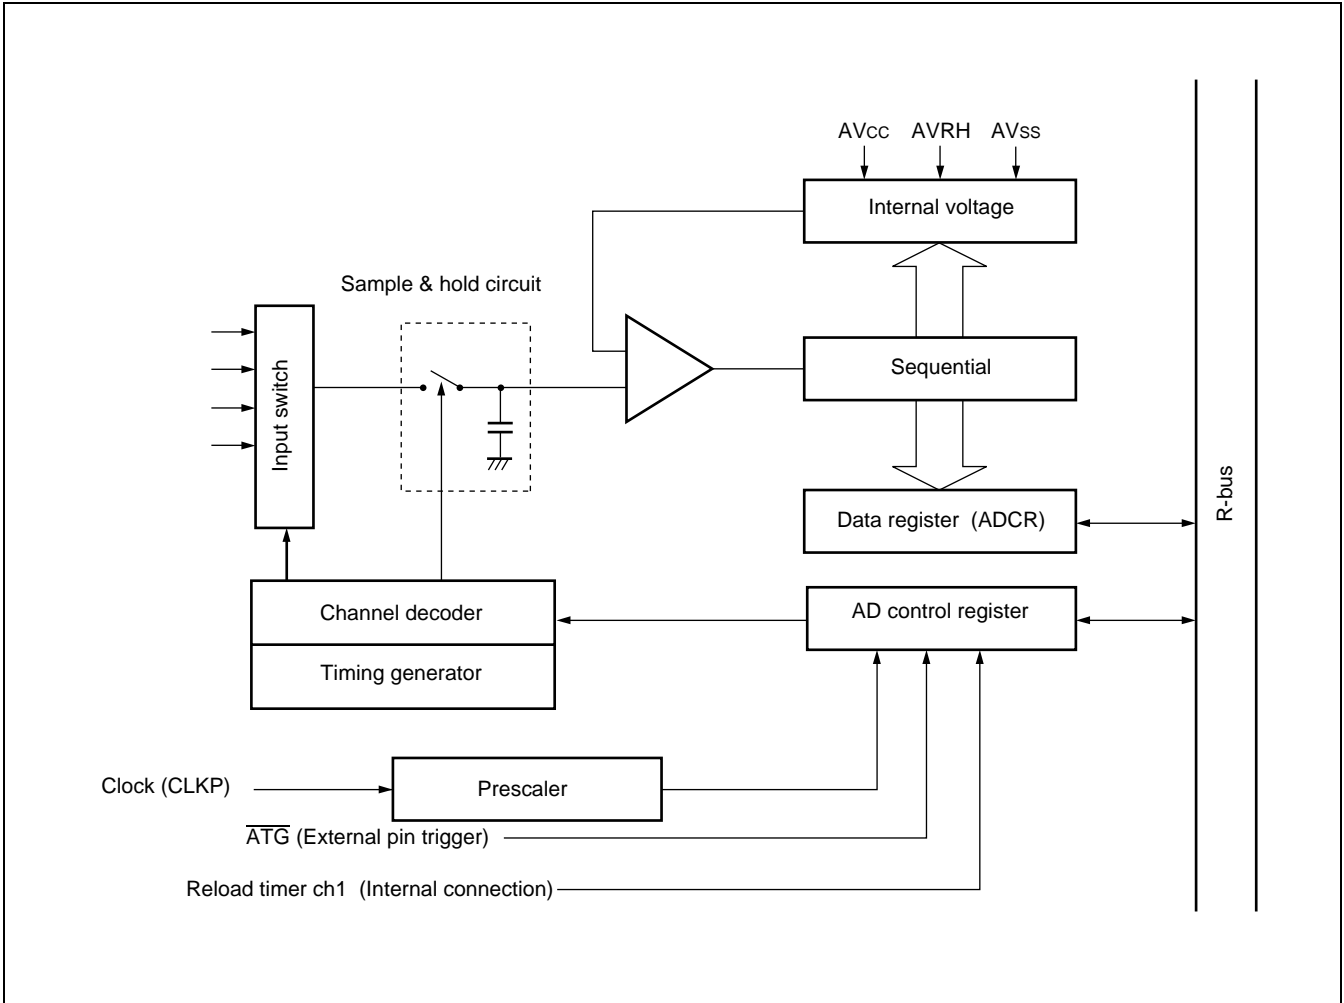 AVCC AVRH AVSS
Internal voltage
Sample & hold circuit
Input switch
Sequential
Data register (ADCR)
R-bus
Channel decoder
AD control register
Timing generator
Clock (CLKP)
Prescaler
ATG (External pin trigger)
Reload timer ch1 (Internal connection)